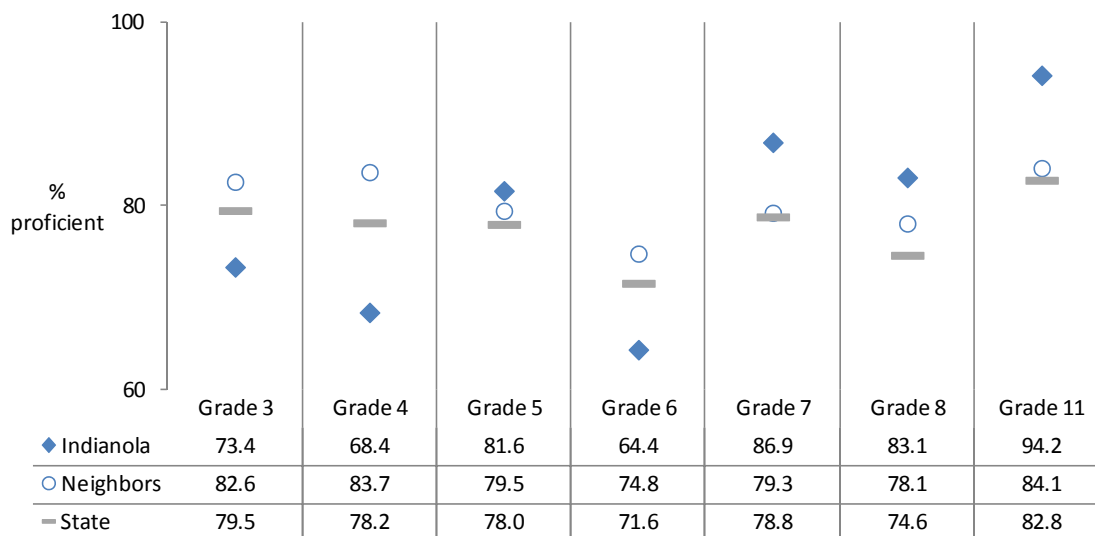 100
80
60
%
proficient
Grade 3 Grade 4 Grade 5 Grade 6 Grade 7 Grade 8 Grade 11
Indianola 73.4 68.4 81.6 64.4 86.9 83.1 94.2
Neighbors 82.6 83.7 79.5 74.8 79.3 78.1 84.1
State 79.5 78.2 78.0 71.6 78.8 74.6 82.8